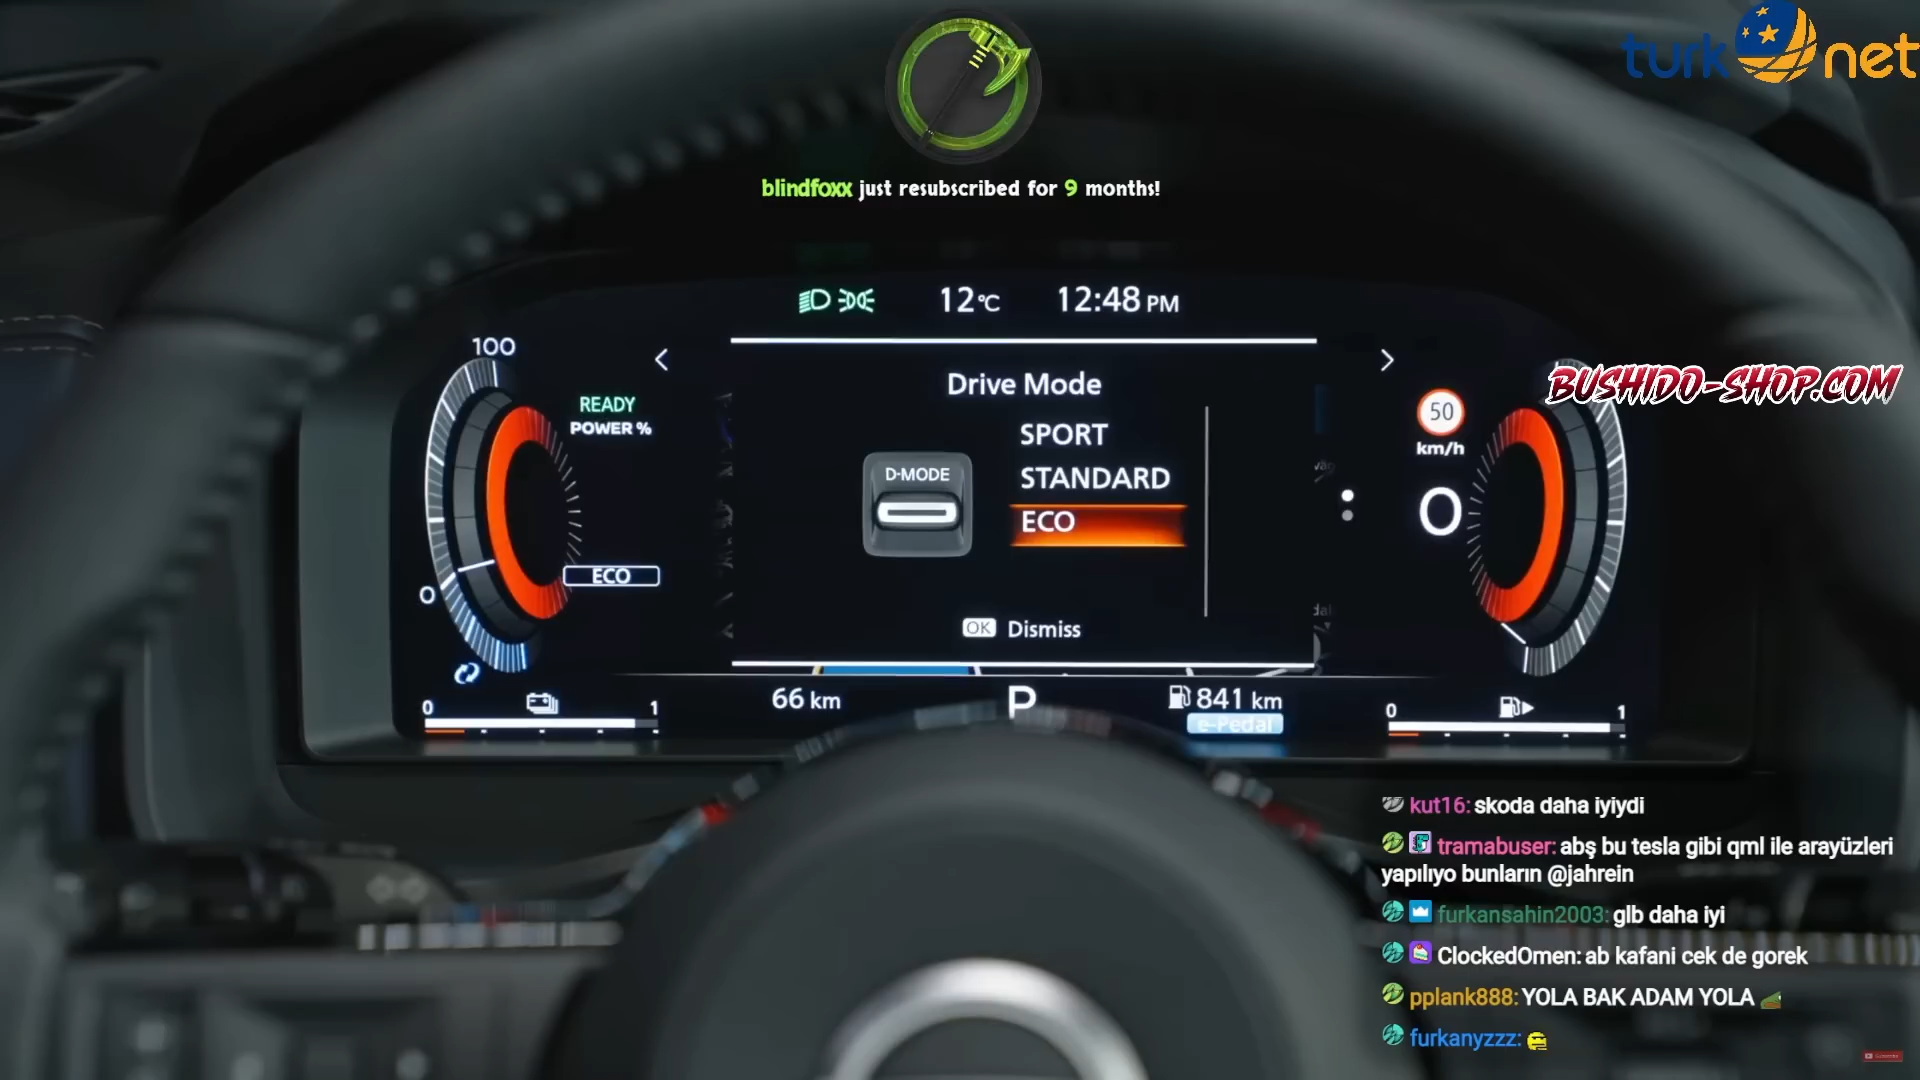 turk net
blindfoxx just resubscribed for 9 months!
12°C 12:48 PM
100
READY
POWER %
ECO
0
Drive Mode
D-MODE
SPORT
STANDARD
ECO
OK Dismiss
BUSHIDO-SHOP.COM
50
km/h
0
0 1
66 km P 841 km
e-Pedal
0 1
kut16: skoda daha iyiydi
tramabuser: abş bu tesla gibi qml ile arayüzleri
yapılıyo bunların @jahrein
furkansahin2003: glb daha iyi
ClockedOmen: ab kafani cek de gorek
pplank888: YOLA BAK ADAM YOLA
furkanyzzz: